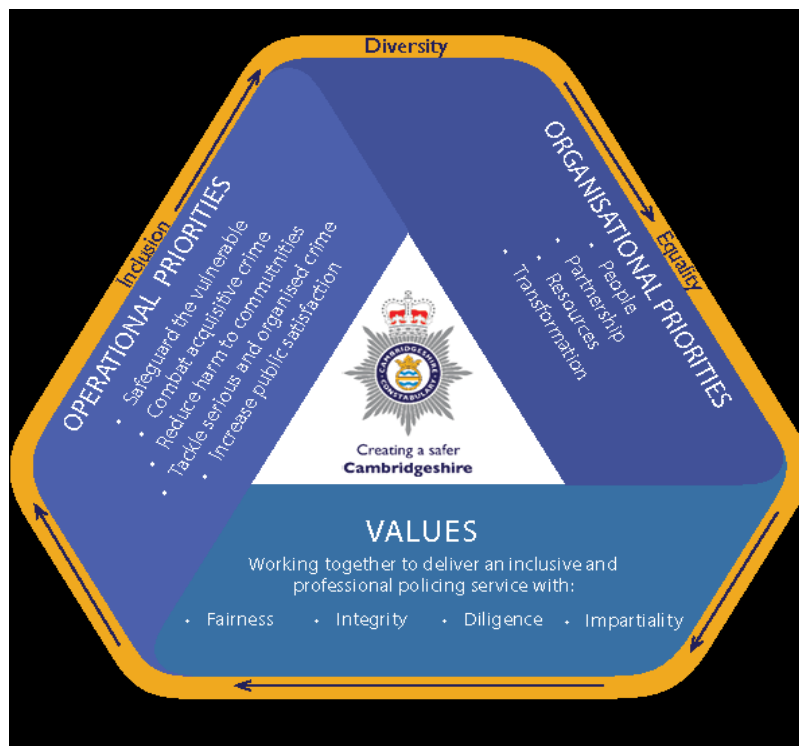 Diversity
Inclusion
Equality
OPERATIONAL PRIORITIES
• Safeguard the vulnerable
• Combat acquisitive crime
• Reduce harm to commutnities
• Tackle serious and organised crime
• Increase public satisfaction
ORGANISATIONAL PRIORITIES
• People
• Partnership
• Resources
• Transformation
CAMBRIDGESHIRE
CONSTABULARY
Creating a safer
Cambridgeshire
VALUES
Working together to deliver an inclusive and
professional policing service with:
• Fairness • Integrity • Diligence • Impartiality